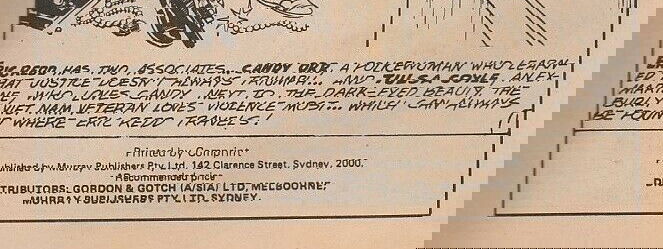 ERIC REDD HAS TWO ASSOCIATES... CANDY ORR, A POLICEWOMAN WHO LEARN
ED THAT JUSTICE DOESN'T ALWAYS TRIUMPH... AND TULSA COYLE, AN EX-
MARINE WHO LOVES CANDY. NEXT TO THE DARK-EYED BEAUTY, THE
BURLY VIET NAM VETERAN LOVES VIOLENCE MOST... WHICH CAN ALWAYS
BE FOUND WHERE ERIC REDD TRAVELS!
Printed by Complrint
Published by Murray Publishers Pty. Ltd. 142 Clarence Street, Sydney, 2000.
Recommended price
DISTRIBUTORS: GORDON & GOTCH (A/SIA) LTD, MELBOURNE.
MURRAY PUBLISHERS PTY. LTD. SYDNEY.